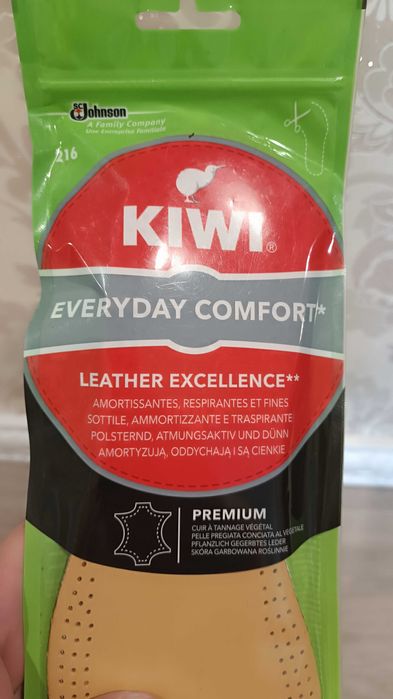 SC Johnson
A Family Company
Une Entreprise Familiale
216
KIWI®
EVERYDAY COMFORT*
LEATHER EXCELLENCE**
AMORTISSANTES, RESPIRANTES ET FINES
SOTTILE, AMMORTIZZANTE E TRASPIRANTE
POLSTERND, ATMUNGSAKTIV UND DÜNN
AMORTYZUJĄ, ODDYCHAJĄ I SĄ CIENKIE
PREMIUM
CUIR À TANNAGE VÉGÉTAL
PELLE PREGIATA CONCIATA AL VEGETALE
PFLANZLICH GEGERBTES LEDER
SKÓRA GARBOWANA ROŚLINNIE